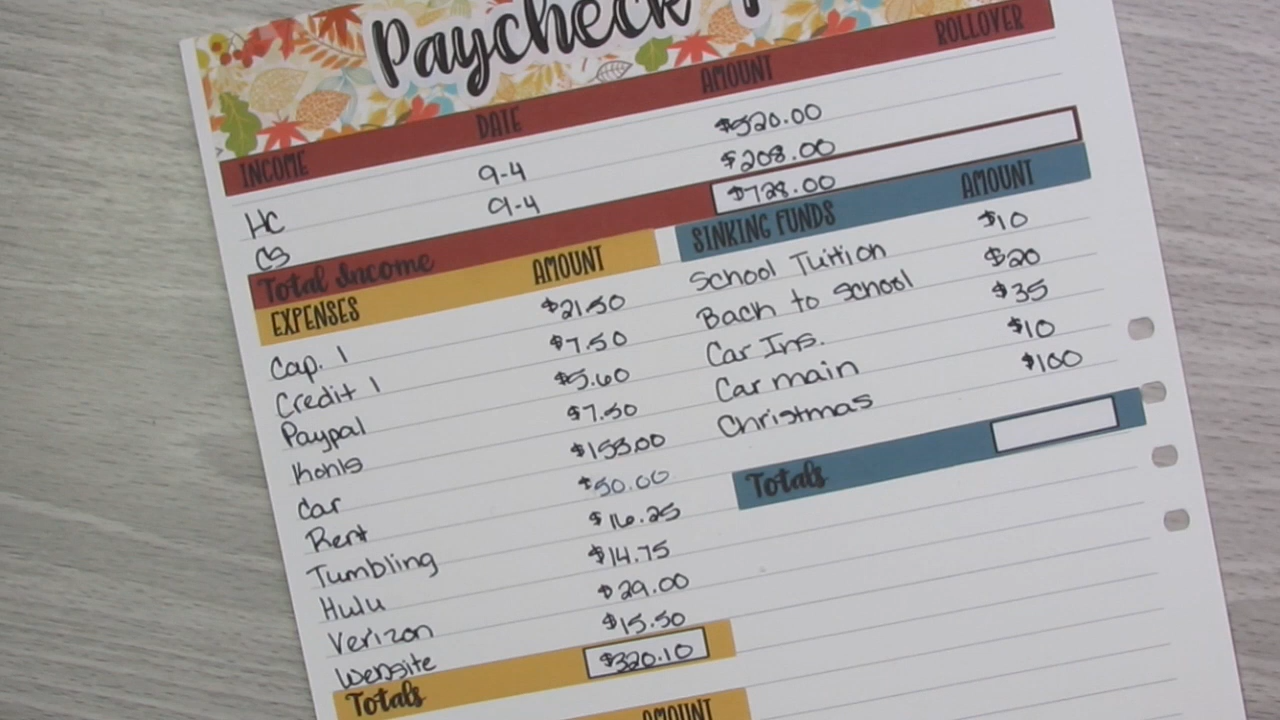 Paycheck
INCOME DATE AMOUNT ROLLOVER
HC 9-4 $520.00
CS 9-4 $208.00
Total Income $728.00
EXPENSES AMOUNT
Cap. 1 $21.50
Credit 1 $7.50
Paypal $5.60
Kohls $7.50
Car $153.00
Rent $50.00
Tumbling $16.25
Hulu $14.75
Verizon $29.00
Website $15.50
Totals $320.10
AMOUNT
SINKING FUNDS AMOUNT
School Tuition $10
Back to School $20
Car Ins. $35
Car main $10
Christmas $100
Totals